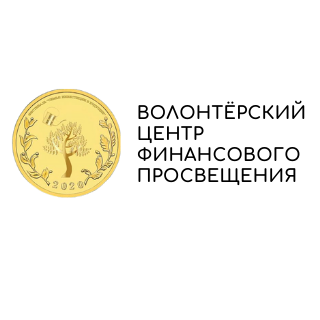 2020
ВОЛОНТЁРСКИЙ
ЦЕНТР
ФИНАНСОВОГО
ПРОСВЕЩЕНИЯ